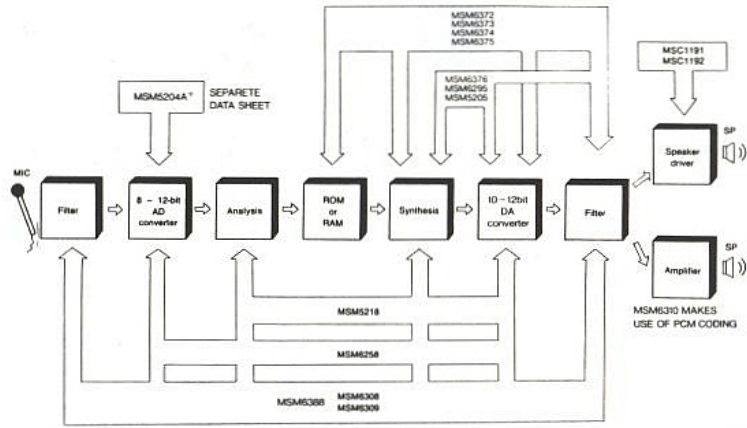 MSM6372
MSM6373
MSM6374
MSM6375
MSC1191
MSC1192
MSM6376
MSM6295
MSM5205
MSM5204A*
SEPARETE
DATA SHEET
MIC
Filter
8 - 12-bit
AD
converter
Analysis
ROM
or
RAM
Synthesis
10-12bit
DA
converter
Filter
Speaker
driver
SP
Amplifier
SP
MSM6310 MAKES
USE OF PCM CODING
MSM5218
MSM6258
MSM6388
MSM6308
MSM6309